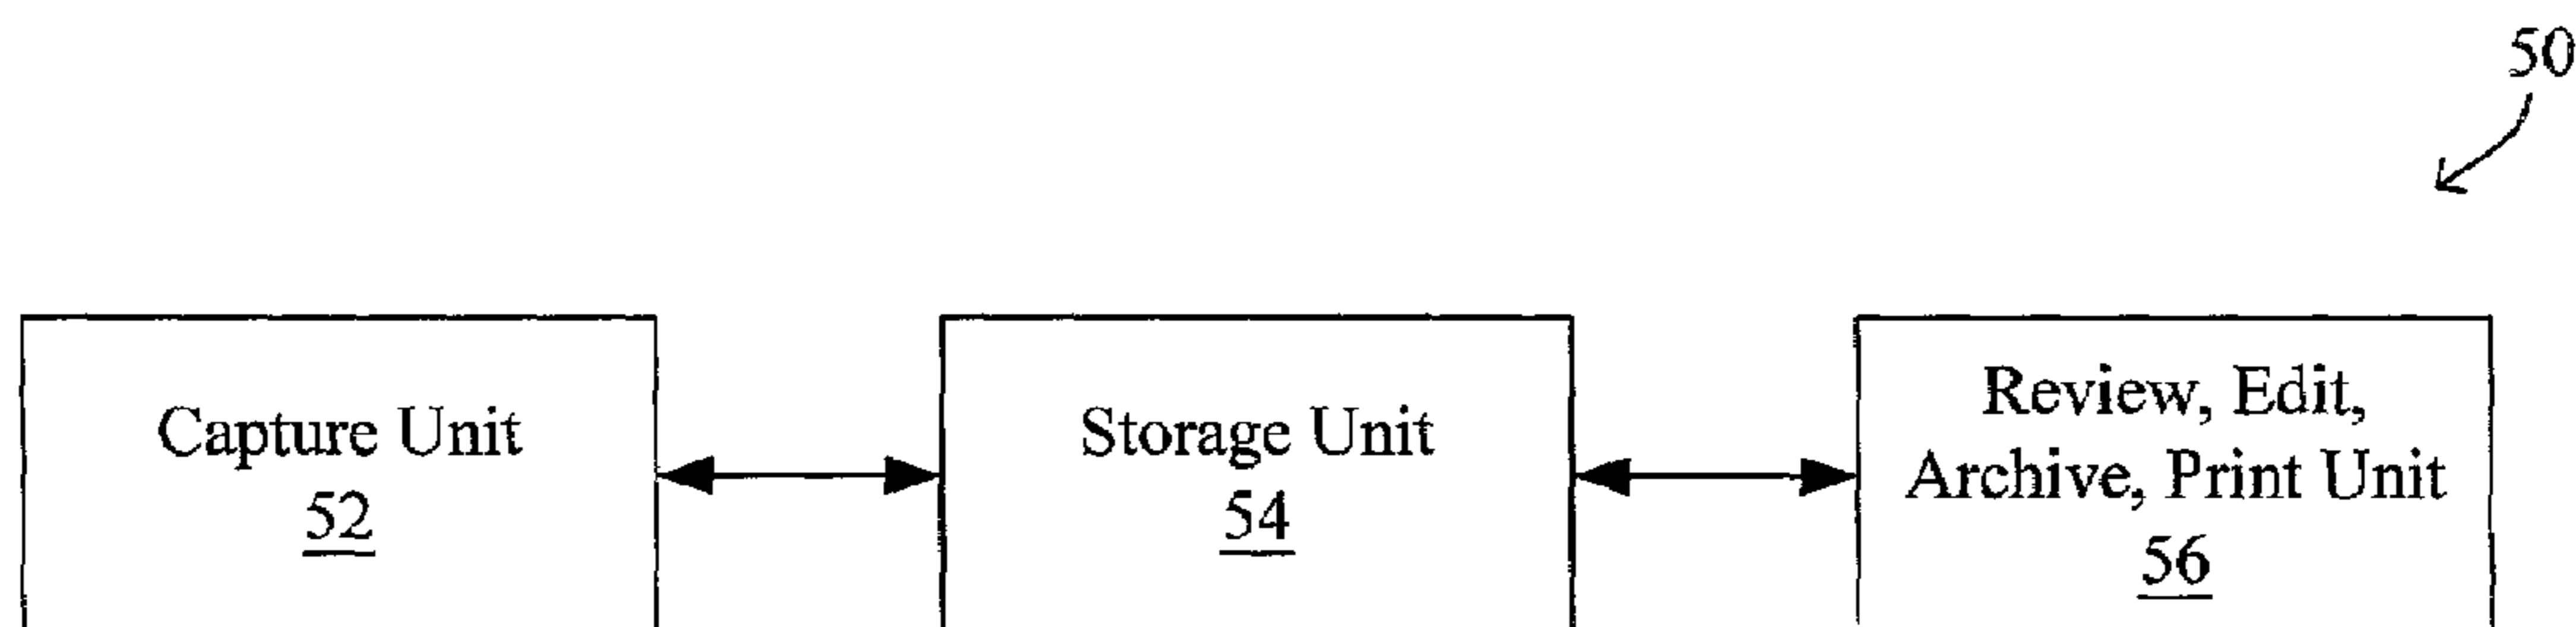 50
Capture Unit
52
Storage Unit
54
Review, Edit,
Archive, Print Unit
56